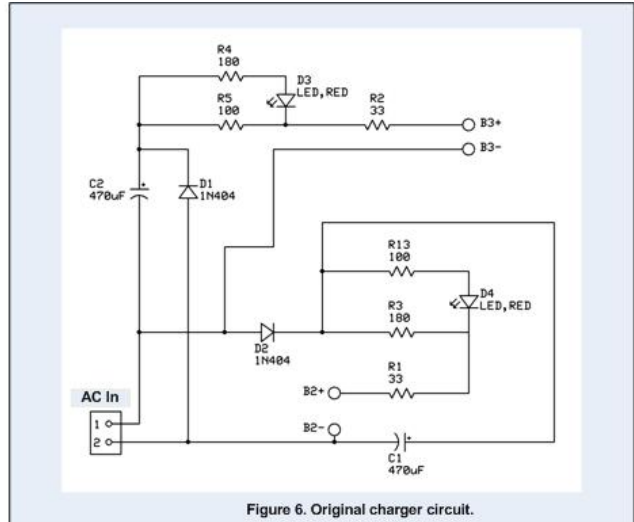 R4
180
D3
LED,RED
R5
100
R2
33
B3+
B3-
C2
470uF
+
D1
1N404
R13
100
D4
LED,RED
R3
180
D2
1N404
R1
33
B2+
AC In
1
2
B2-
+
C1
470uF
Figure 6. Original charger circuit.